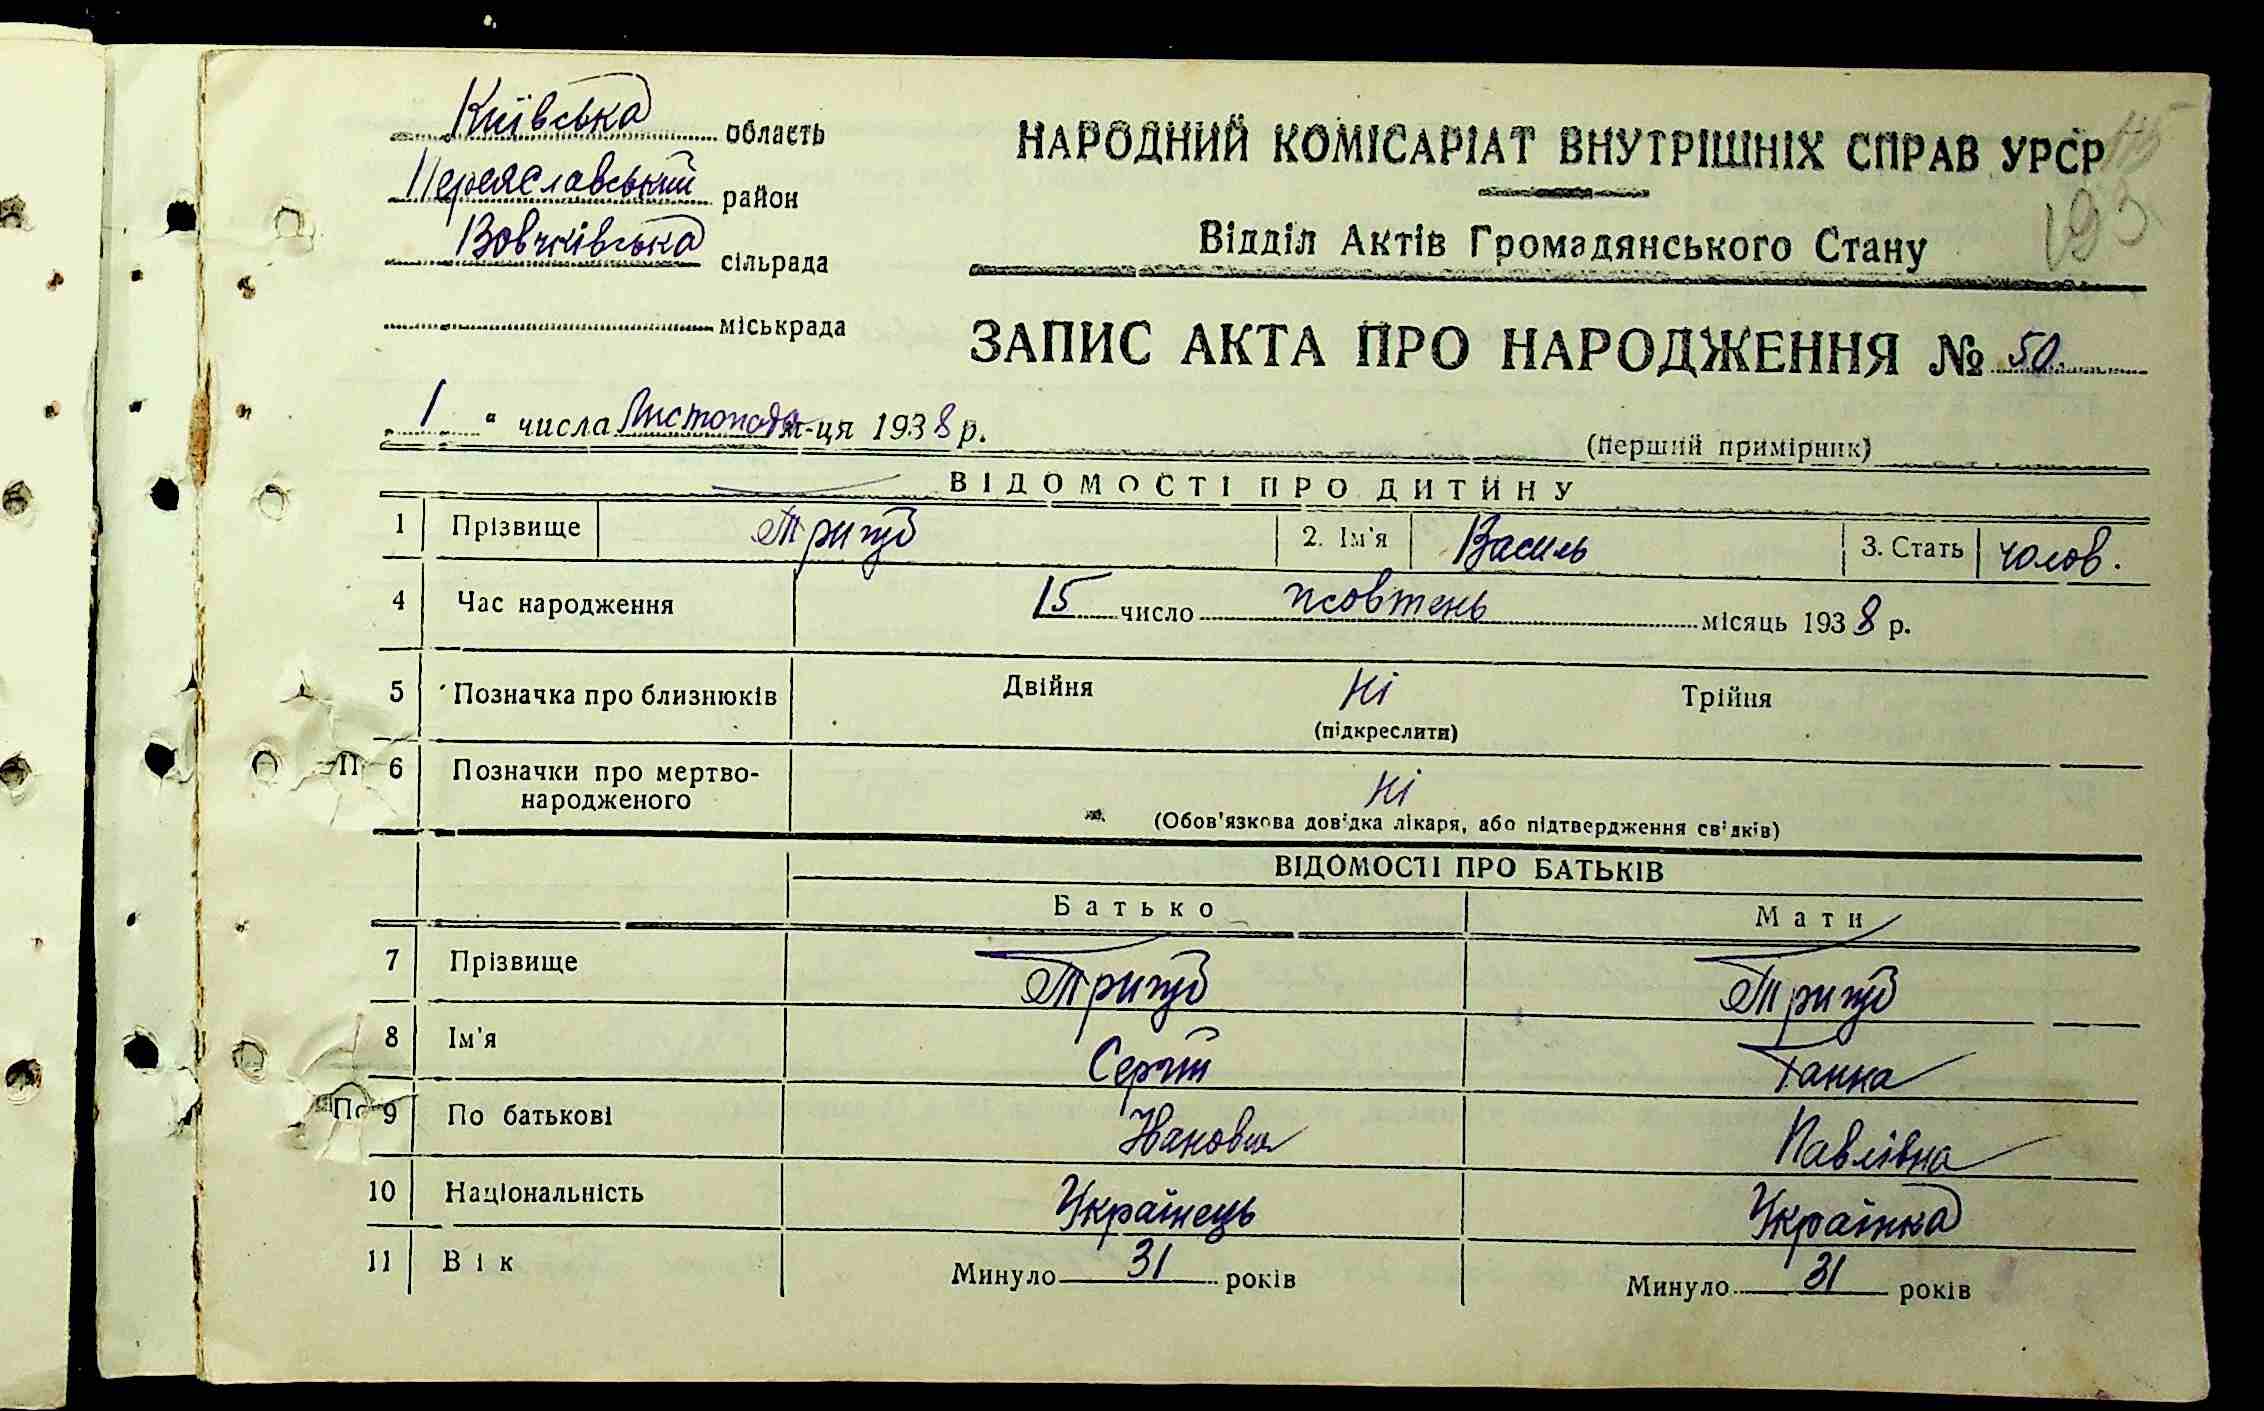 Київська область
Переяславський район
Вовчківська сільрада
міськрада
НАРОДНИЙ КОМІСАРІАТ ВНУТРІШНІХ СПРАВ УРСР
193
Відділ Актів Громадянського Стану
ЗАПИС АКТА ПРО НАРОДЖЕННЯ № 50
1 " числа Листопада м-ця 1938 р.
(перший примірник)
ВІДОМОСТІ ПРО ДИТИНУ
1 Прізвище Тригуб 2. Ім'я Василь 3. Стать чолов.
4 Час народження 15 число жовтень місяць 1938 р.
5 Позначка про близнюків Двійня Ні Трійня
(підкреслити)
6 Позначки про мертво-
народженого Ні
(Обов'язкова довідка лікаря, або підтвердження свідків)
ВІДОМОСТІ ПРО БАТЬКІВ
Батько Мати
7 Прізвище Тригуб Тригуб
8 Ім'я Сергій Ганна
9 По батькові Іванович Павлівна
10 Національність Українець Українка
11 Вік Минуло 31 років Минуло 31 років